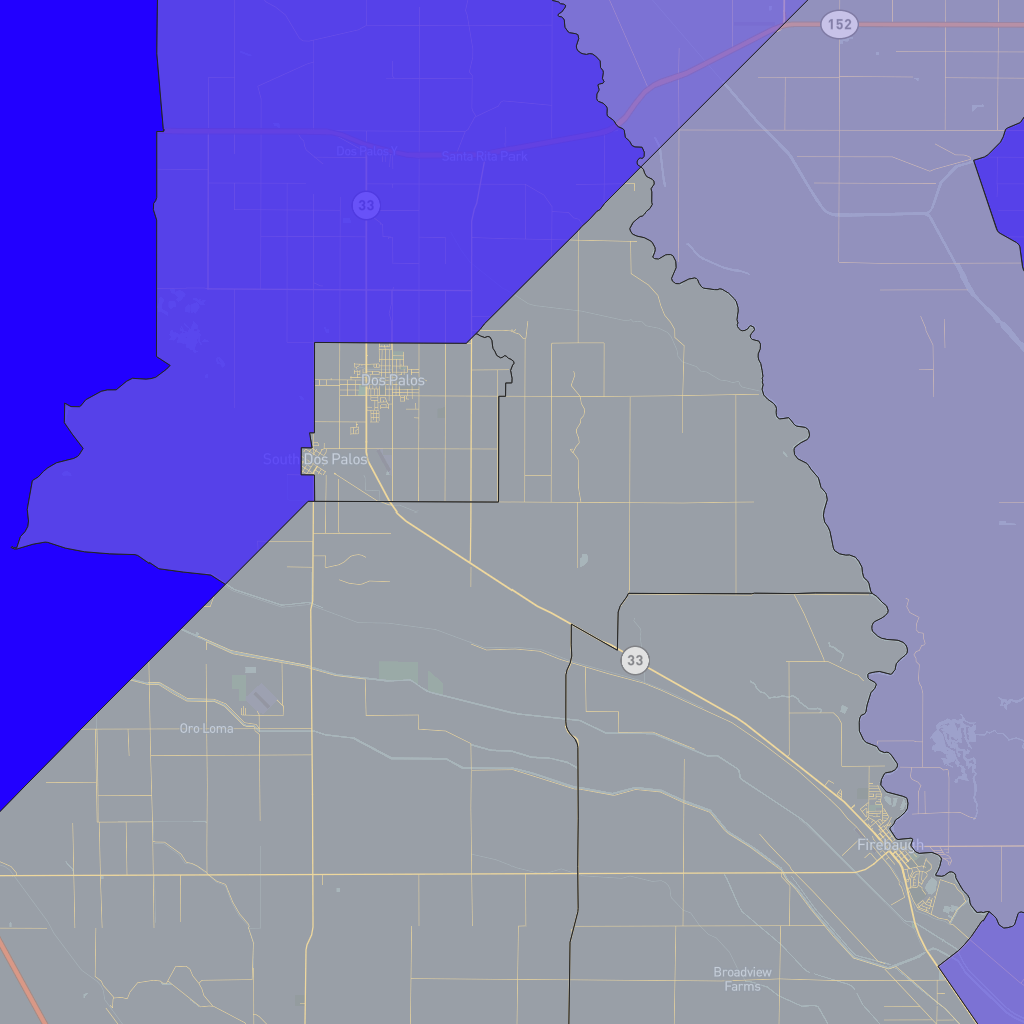 152
Dos Palos Y
Santa Rita Park
33
Dos Palos
South Dos Palos
33
Oro Loma
Firebaugh
Broadview
Farms